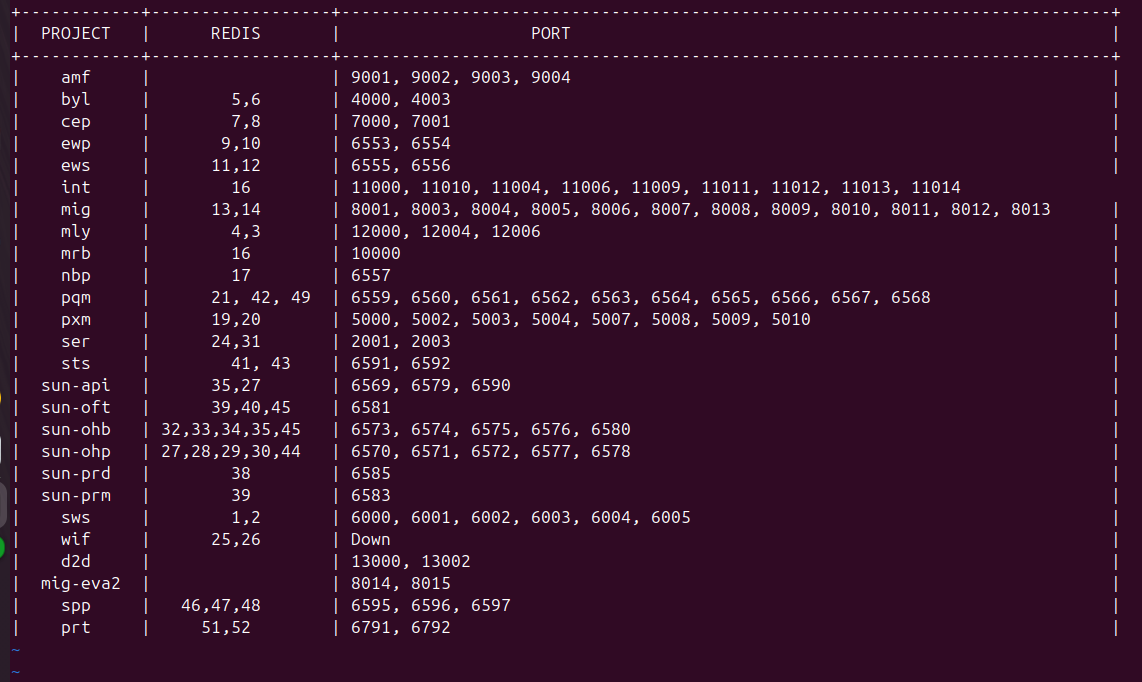 +------------+------------------+-----------------------------------------------------------------------------+
| PROJECT | REDIS | PORT |
+------------+------------------+-----------------------------------------------------------------------------+
| amf | | 9001, 9002, 9003, 9004 |
| byl | 5,6 | 4000, 4003 |
| cep | 7,8 | 7000, 7001 |
| ewp | 9,10 | 6553, 6554 |
| ews | 11,12 | 6555, 6556 |
| int | 16 | 11000, 11010, 11004, 11006, 11009, 11011, 11012, 11013, 11014
| mig | 13,14 | 8001, 8003, 8004, 8005, 8006, 8007, 8008, 8009, 8010, 8011, 8012, 8013 |
| mly | 4,3 | 12000, 12004, 12006 |
| mrb | 16 | 10000 |
| nbp | 17 | 6557 |
| pqm | 21, 42, 49 | 6559, 6560, 6561, 6562, 6563, 6564, 6565, 6566, 6567, 6568 |
| pxm | 19,20 | 5000, 5002, 5003, 5004, 5007, 5008, 5009, 5010 |
| ser | 24,31 | 2001, 2003 |
| sts | 41, 43 | 6591, 6592 |
| sun-api | 35,27 | 6569, 6579, 6590 |
| sun-oft | 39,40,45 | 6581 |
| sun-ohb | 32,33,34,35,45 | 6573, 6574, 6575, 6576, 6580 |
| sun-ohp | 27,28,29,30,44 | 6570, 6571, 6572, 6577, 6578 |
| sun-prd | 38 | 6585 |
| sun-prm | 39 | 6583 |
| sws | 1,2 | 6000, 6001, 6002, 6003, 6004, 6005 |
| wif | 25,26 | Down |
| d2d | | 13000, 13002 |
| mig-eva2 | | 8014, 8015 |
| spp | 46,47,48 | 6595, 6596, 6597 |
| prt | 51,52 | 6791, 6792 |
~
~